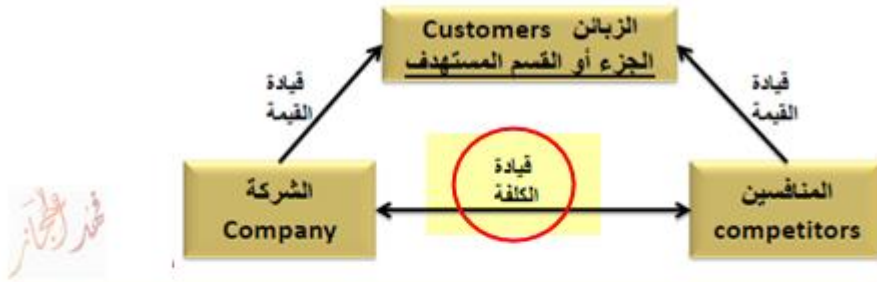 الزبائن Customers
الجزء أو القسم المستهدف
قيادة
القيمة
قيادة
القيمة
قيادة
الكلفة
الشركة
Company
المنافسين
competitors